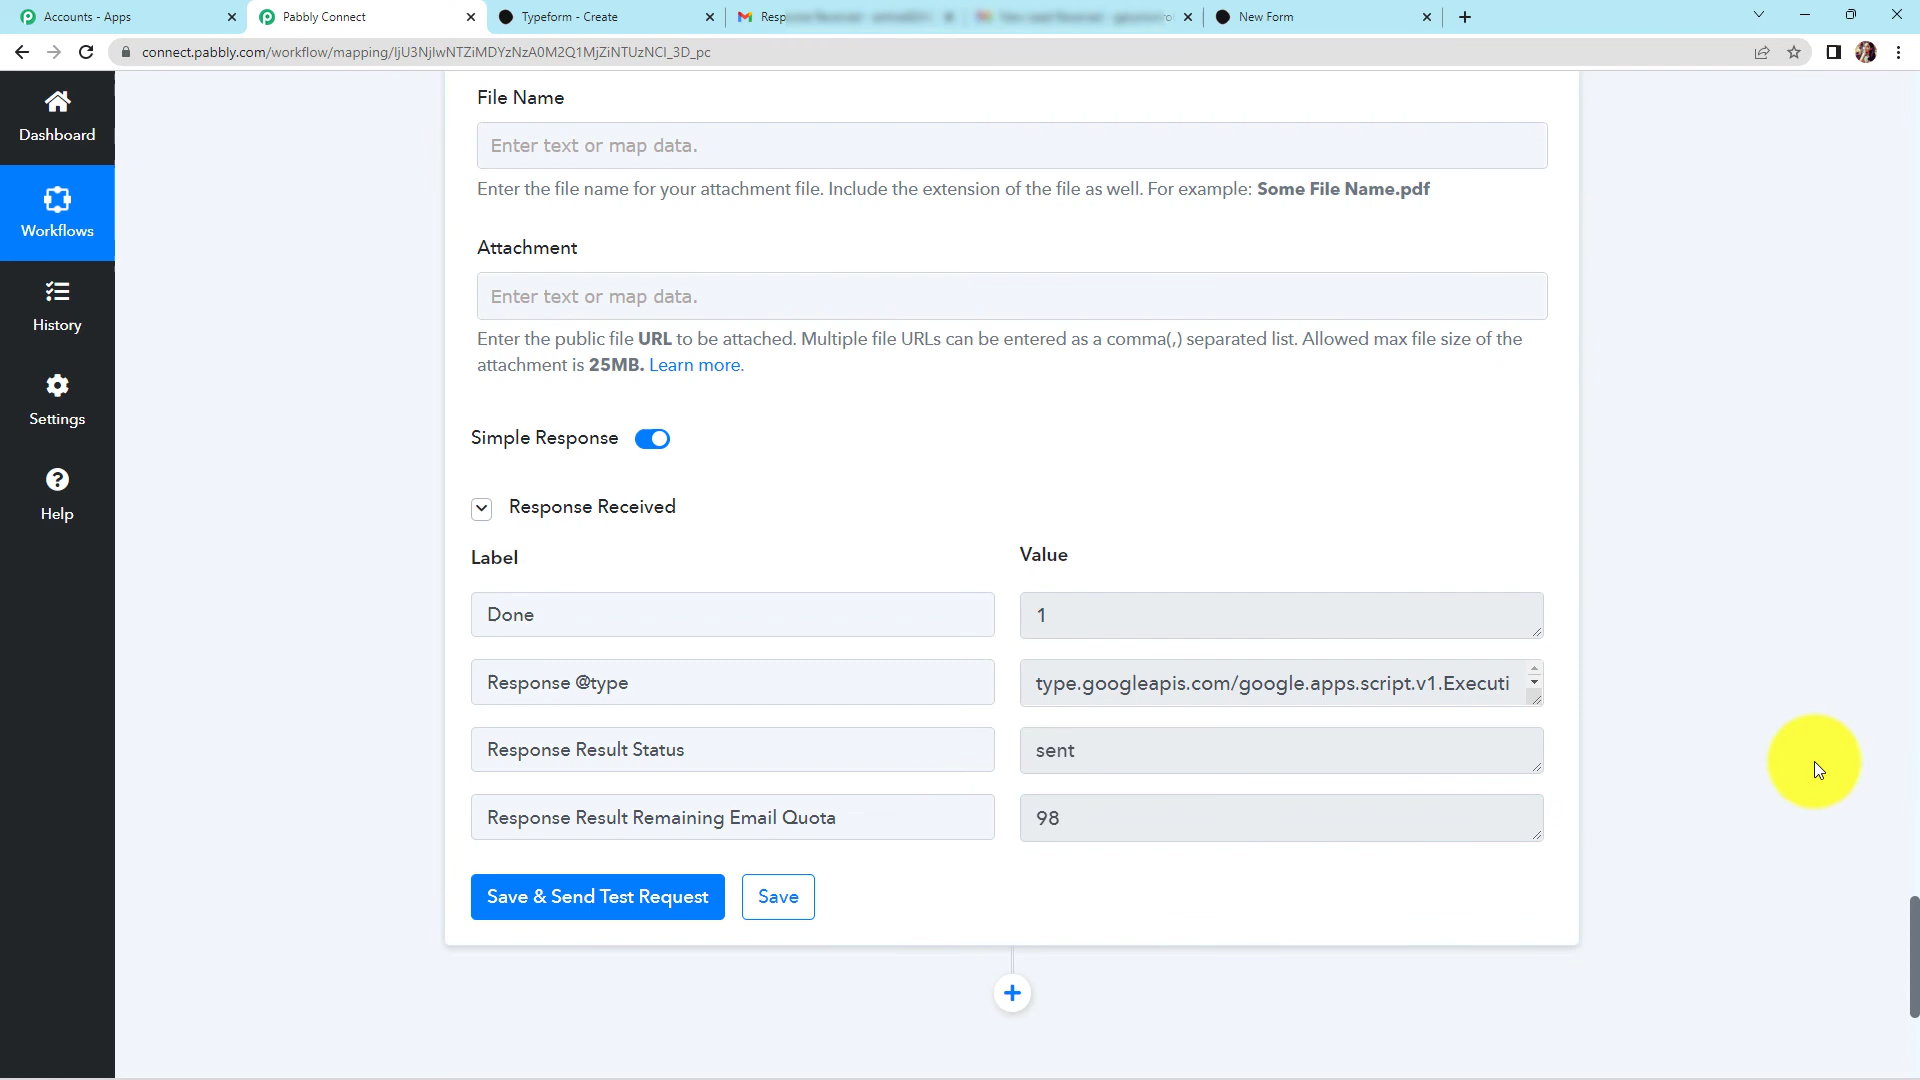 Accounts - Apps
Pabbly Connect
Typeform - Create
Resp
New Form
connect.pabbly.com/workflow/mapping/IjU3NjIwNTZiMDYzNzA0M2Q1MjZiNTUzNCI_3D_pc
Dashboard
Workflows
History
Settings
Help
File Name
Enter text or map data.
Enter the file name for your attachment file. Include the extension of the file as well. For example: Some File Name.pdf
Attachment
Enter text or map data.
Enter the public file URL to be attached. Multiple file URLs can be entered as a comma(,) separated list. Allowed max file size of the
attachment is 25MB. Learn more.
Simple Response
Response Received
Label Value
Done 1
Response @type type.googleapis.com/google.apps.script.v1.Executi
Response Result Status sent
Response Result Remaining Email Quota 98
Save & Send Test Request Save